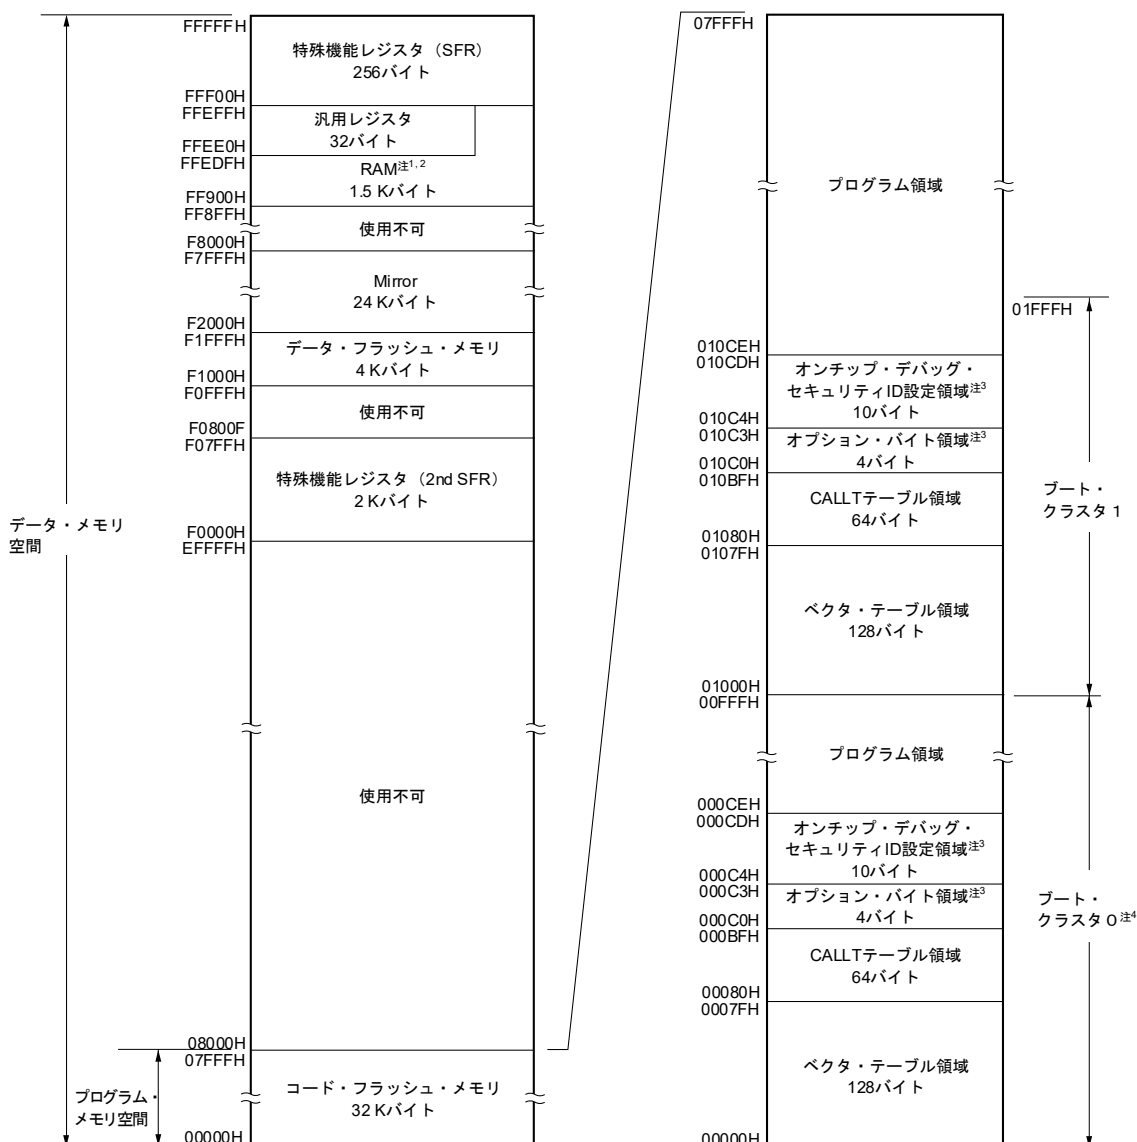 FFFFFH
特殊機能レジスタ（SFR）
256バイト
FFF00H
FFEFFH
汎用レジスタ
32バイト
FFEE0H
FFEDFH
RAM注1, 2
1.5 Kバイト
FF900H
FF8FFH
使用不可
F8000H
F7FFFH
Mirror
24 Kバイト
F2000H
F1FFFH
データ・フラッシュ・メモリ
4 Kバイト
F1000H
F0FFFH
使用不可
F0800F
F07FFH
特殊機能レジスタ（2nd SFR）
2 Kバイト
データ・メモリ
空間
F0000H
EFFFFH
使用不可
08000H
07FFFH
プログラム・
メモリ空間
コード・フラッシュ・メモリ
32 Kバイト
00000H
07FFFH
プログラム領域
01FFFH
010CEH
010CDH
オンチップ・デバッグ・
セキュリティID設定領域注3
10バイト
010C4H
010C3H
オプション・バイト領域注3
4バイト
010C0H
010BFH
CALLTテーブル領域
64バイト
ブート・
クラスタ 1
01080H
0107FH
ベクタ・テーブル領域
128バイト
01000H
00FFFH
プログラム領域
000CEH
000CDH
オンチップ・デバッグ・
セキュリティID設定領域注3
10バイト
000C4H
000C3H
オプション・バイト領域注3
4バイト
ブート・
クラスタ 0注4
000C0H
000BFH
CALLTテーブル領域
64バイト
00080H
0007FH
ベクタ・テーブル領域
128バイト
00000H